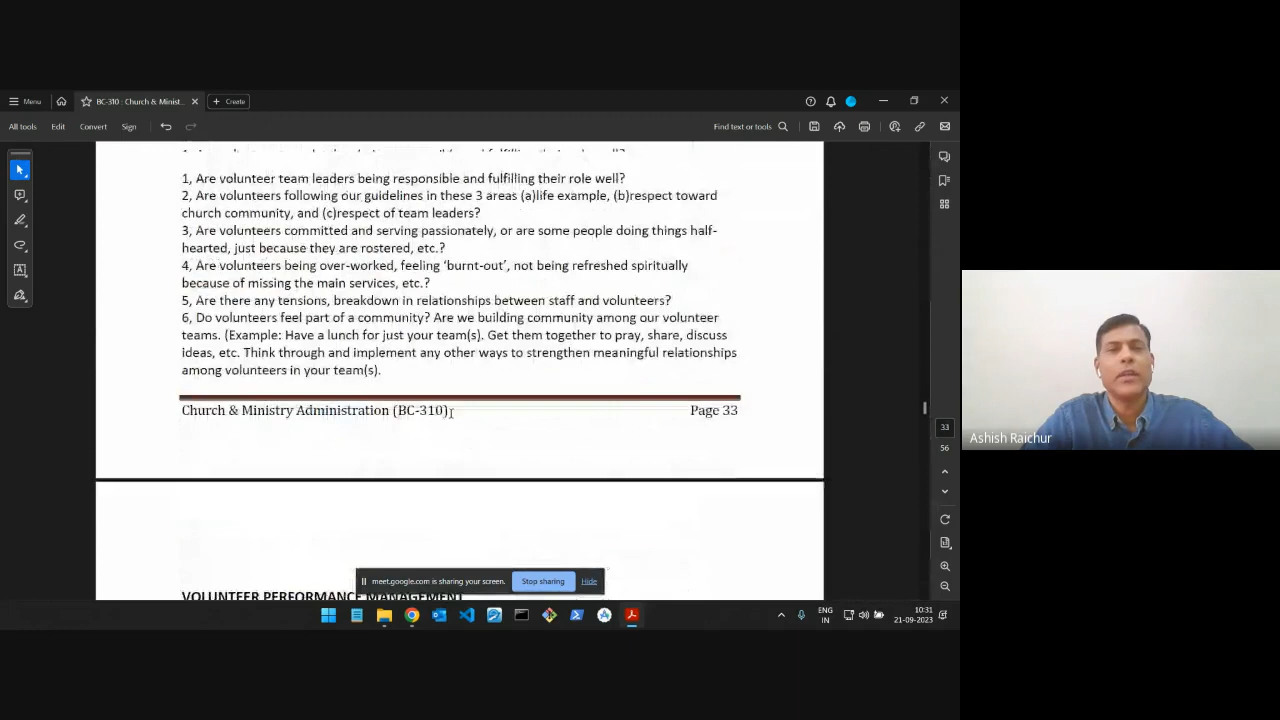 Menu
BC-310 : Church & Minist...
Create
All tools
Edit
Convert
Sign
Find text or tools
1, Are volunteer team leaders being responsible and fulfilling their role well?
2, Are volunteers following our guidelines in these 3 areas (a)life example, (b)respect toward
church community, and (c)respect of team leaders?
3, Are volunteers committed and serving passionately, or are some people doing things half-
hearted, just because they are rostered, etc.?
4, Are volunteers being over-worked, feeling ‘burnt-out’, not being refreshed spiritually
because of missing the main services, etc.?
5, Are there any tensions, breakdown in relationships between staff and volunteers?
6, Do volunteers feel part of a community? Are we building community among our volunteer
teams. (Example: Have a lunch for just your team(s). Get them together to pray, share, discuss
ideas, etc. Think through and implement any other ways to strengthen meaningful relationships
among volunteers in your team(s).
Church & Ministry Administration (BC-310)
Page 33
33
56
Ashish Raichur
meet.google.com is sharing your screen.
Stop sharing
Hide
VOLUNTEER PERFORMANCE MANAGEMENT
ENG
IN
10:31
21-09-2023